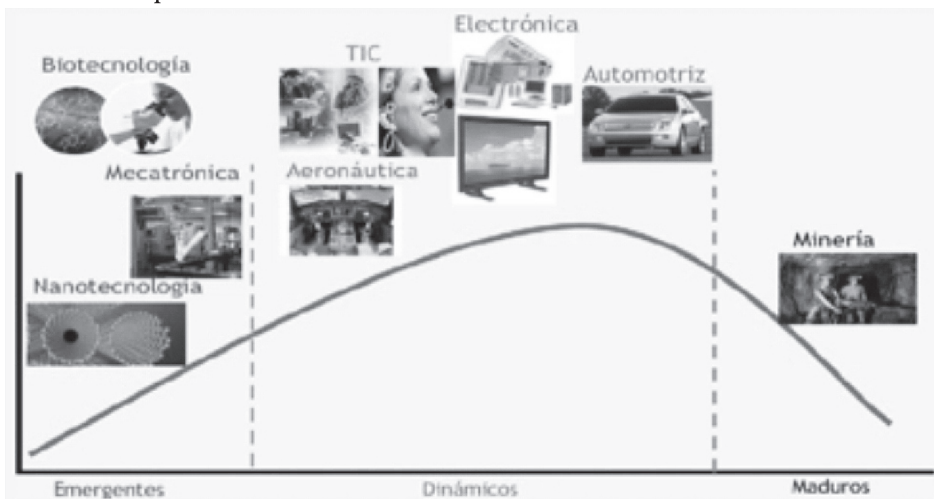 Electrónica
TIC
Biotecnología
Automotriz
Mecatrónica
Aeronáutica
Minería
Nanotecnología
Emergentes
Dinámicos
Maduros